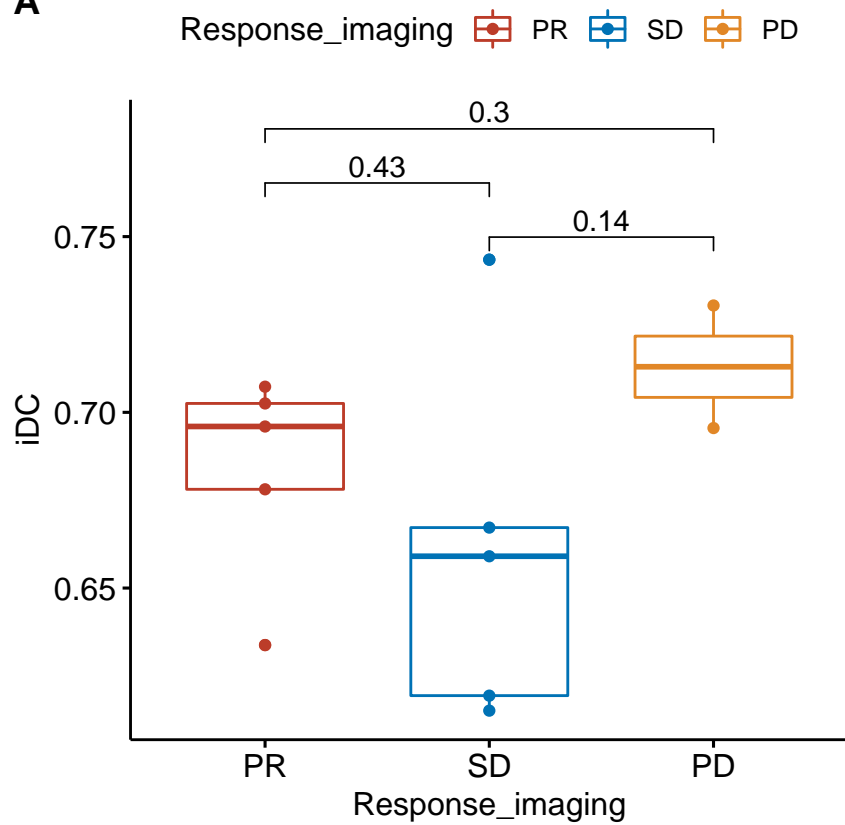 A
Response_imaging PR SD PD
0.3
0.43
0.14
0.75
0.70
0.65
iDC
PR SD PD
Response_imaging